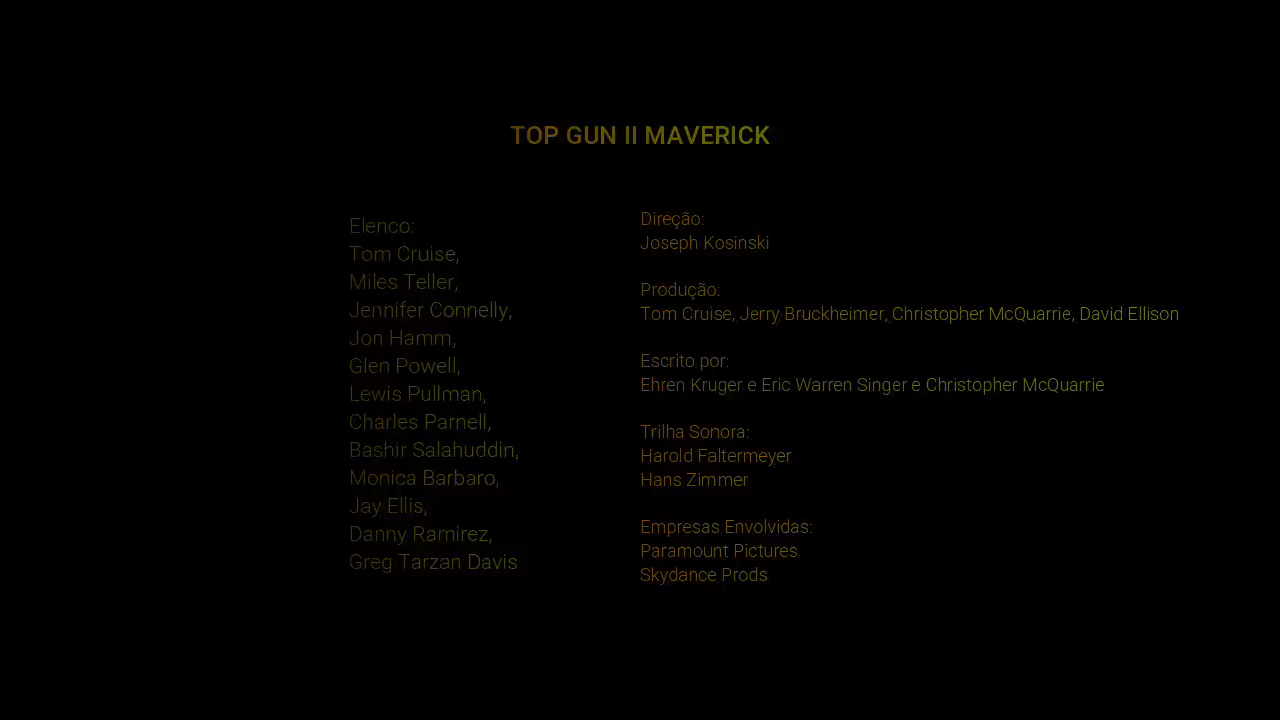 TOP GUN II MAVERICK
Elenco:
Tom Cruise,
Miles Teller,
Jennifer Connelly,
Jon Hamm,
Glen Powell,
Lewis Pullman,
Charles Parnell,
Bashir Salahuddin,
Monica Barbaro,
Jay Ellis,
Danny Ramirez,
Greg Tarzan Davis
Direção:
Joseph Kosinski
Produção:
Tom Cruise, Jerry Bruckheimer, Christopher McQuarrie, David Ellison
Escrito por:
Ehren Kruger e Eric Warren Singer e Christopher McQuarrie
Trilha Sonora:
Harold Faltermeyer
Hans Zimmer
Empresas Envolvidas:
Paramount Pictures
Skydance Prods